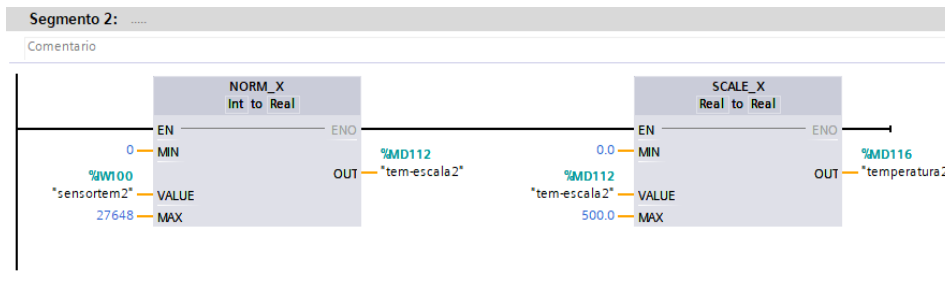 Segmento 2: .....
Comentario
NORM_X
Int to Real
EN
ENO
0
MIN
%MD112
OUT
"tem-escala2"
%IW100
"sensortem2"
VALUE
27648
MAX
SCALE_X
Real to Real
EN
ENO
0.0
MIN
%MD116
OUT
"temperatura2
%MD112
"tem-escala2"
VALUE
500.0
MAX